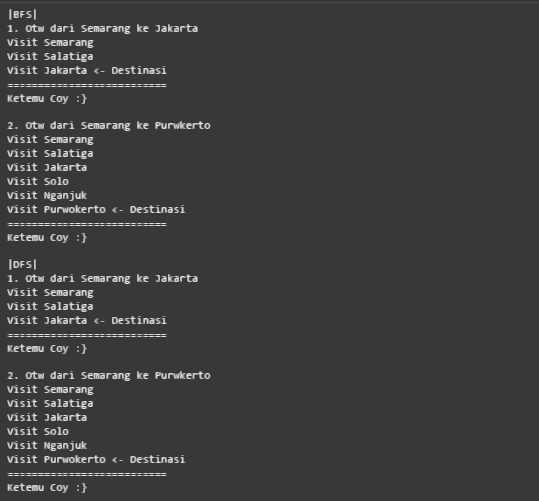 |BFS|
1. Otw dari Semarang ke Jakarta
Visit Semarang
Visit Salatiga
Visit Jakarta <- Destinasi
==========================
Ketemu Coy :}
2. Otw dari Semarang ke Purwkerto
Visit Semarang
Visit Salatiga
Visit Jakarta
Visit Solo
Visit Nganjuk
Visit Purwokerto <- Destinasi
==========================
Ketemu Coy :}
|DFS|
1. Otw dari Semarang ke Jakarta
Visit Semarang
Visit Salatiga
Visit Jakarta <- Destinasi
==========================
Ketemu Coy :}
2. Otw dari Semarang ke Purwkerto
Visit Semarang
Visit Salatiga
Visit Jakarta
Visit Solo
Visit Nganjuk
Visit Purwokerto <- Destinasi
==========================
Ketemu Coy :}